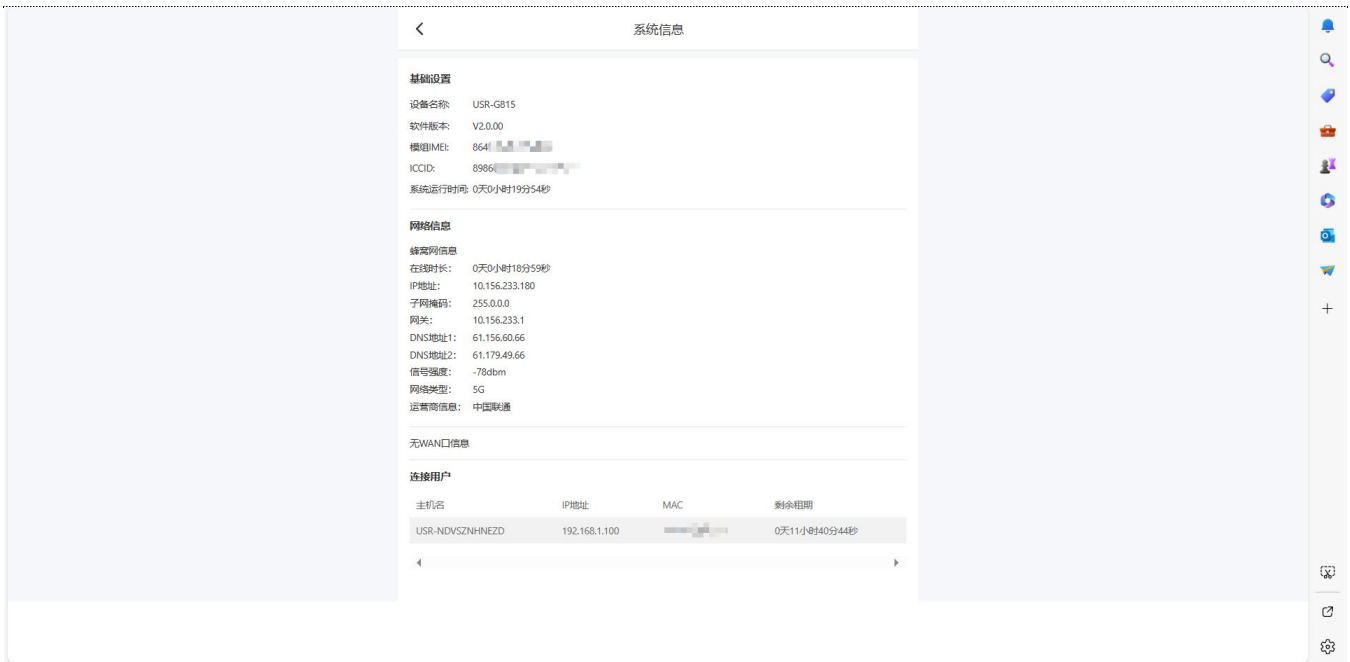 系统信息
基础设置
设备名称: USR-G815
软件版本: V2.0.00
模组IMEI: 864
ICCID: 8986
系统运行时间: 0天0小时19分54秒
网络信息
蜂窝网信息
在线时长: 0天0小时18分59秒
IP地址: 10.156.233.180
子网掩码: 255.0.0.0
网关: 10.156.233.1
DNS地址1: 61.156.60.66
DNS地址2: 61.179.49.66
信号强度: -78dbm
网络类型: 5G
运营商信息: 中国联通
无WAN口信息
连接用户
主机名 IP地址 MAC 剩余租期
USR-NDVSZNHNEZD 192.168.1.100 0天11小时40分44秒